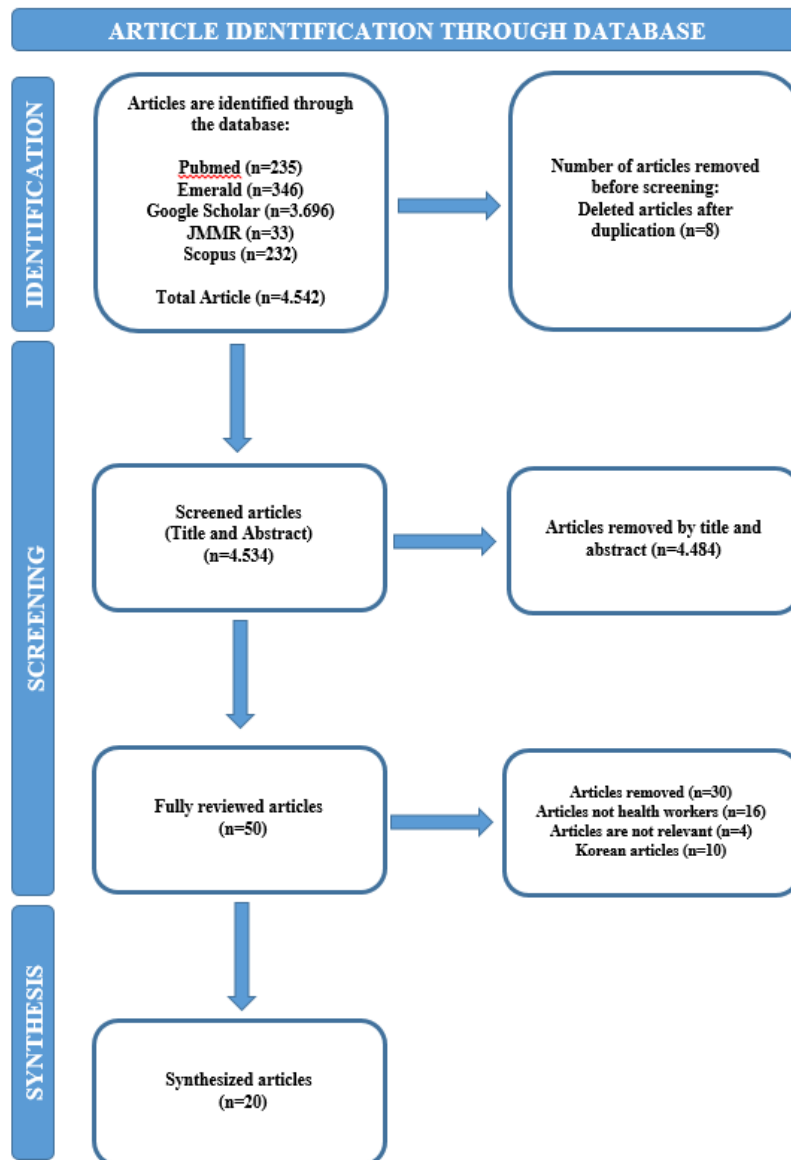 ARTICLE IDENTIFICATION THROUGH DATABASE
IDENTIFICATION
Articles are identified through
the database:
Pubmed (n=235)
Emerald (n=346)
Google Scholar (n=3.696)
JMMR (n=33)
Scopus (n=232)
Total Article (n=4.542)
Number of articles removed
before screening:
Deleted articles after
duplication (n=8)
SCREENING
Screened articles
(Title and Abstract)
(n=4.534)
Articles removed by title and
abstract (n=4.484)
Fully reviewed articles
(n=50)
Articles removed (n=30)
Articles not health workers (n=16)
Articles are not relevant (n=4)
Korean articles (n=10)
SYNTHESIS
Synthesized articles
(n=20)